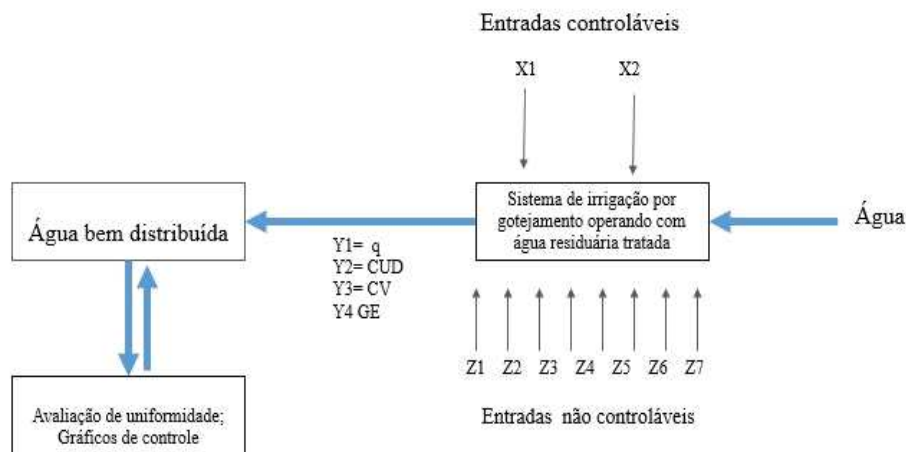 Entradas controláveis
X1 X2
Sistema de irrigação por
gotejamento operando com
água residuária tratada
Água
Água bem distribuída
Y1= q
Y2= CUD
Y3= CV
Y4 GE
Z1 Z2 Z3 Z4 Z5 Z6 Z7
Entradas não controláveis
Avaliação de uniformidade;
Gráficos de controle